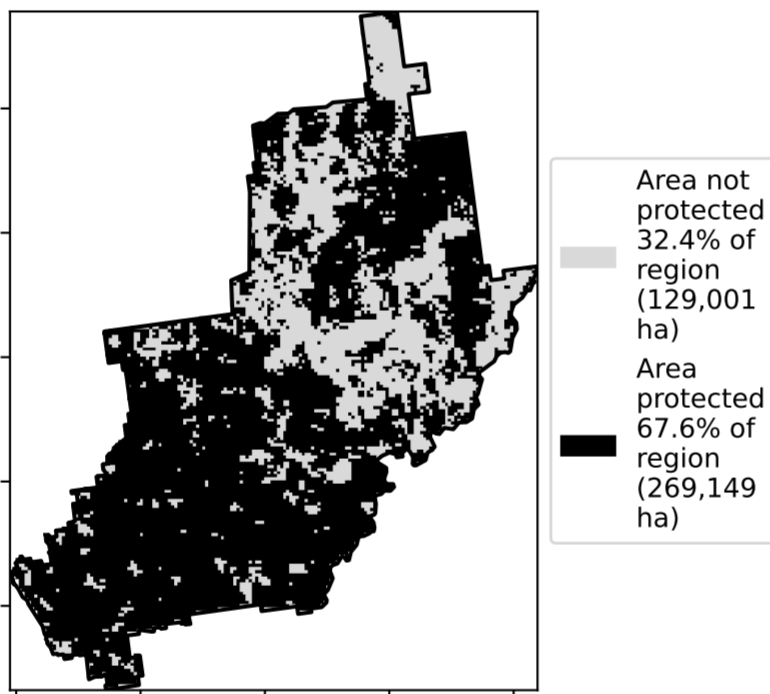 Area not
protected
32.4% of
region
(129,001
ha)
Area
protected
67.6% of
region
(269,149
ha)